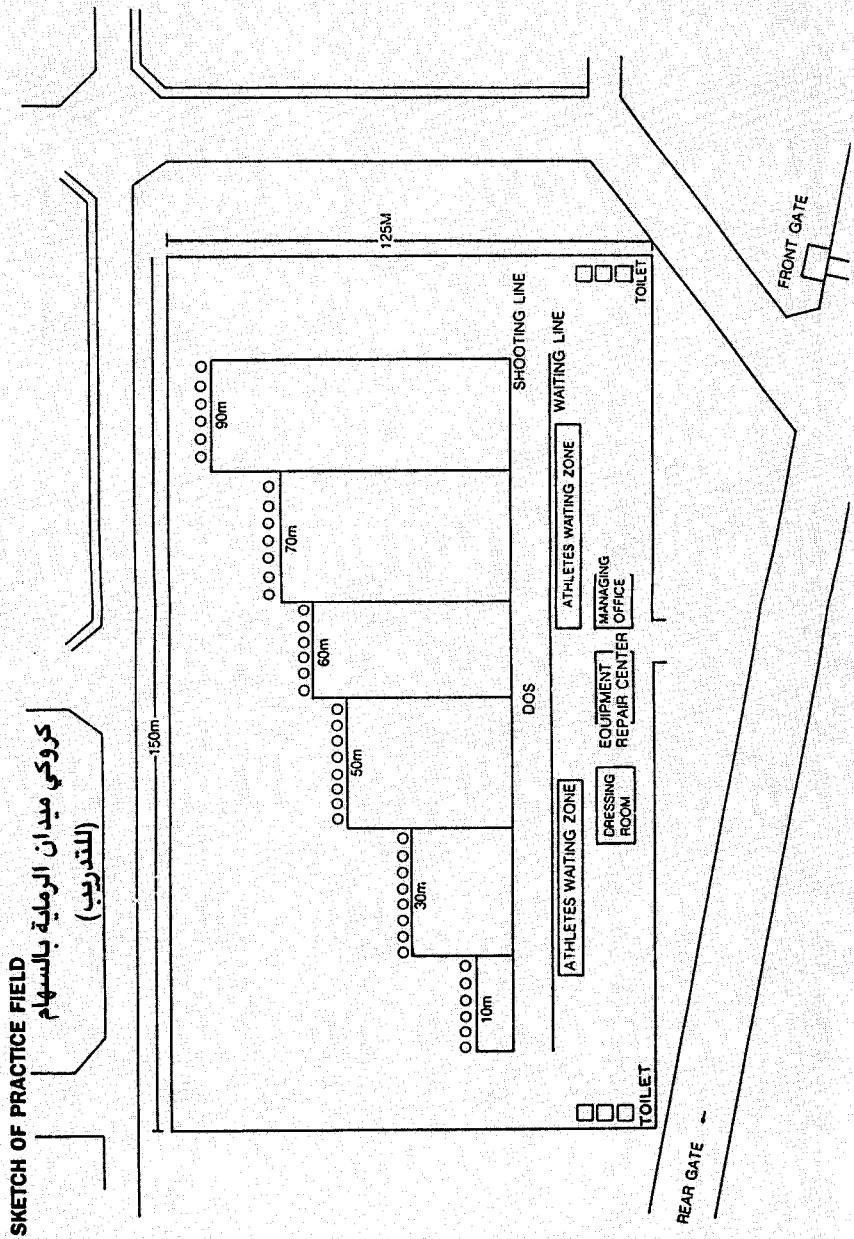 SKETCH OF PRACTICE FIELD
كروكي ميدان الرماية بالسهام
(للتدريب)
150m
125M
90m
70m
60m
50m
30m
10m
SHOOTING LINE
DOS
WAITING LINE
ATHLETES WAITING ZONE
ATHLETES WAITING ZONE
DRESSING
ROOM
EQUIPMENT
REPAIR CENTER
MANAGING
OFFICE
TOILET
TOILET
REAR GATE ←
FRONT GATE